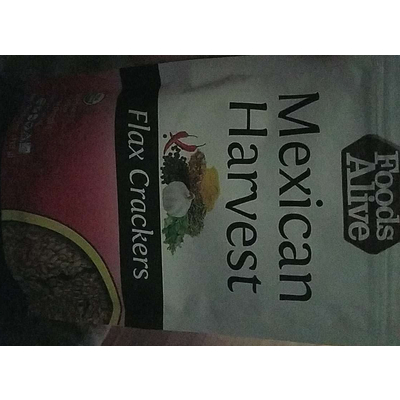 Foods
Alive
Mexican
Harvest
Flax Crackers